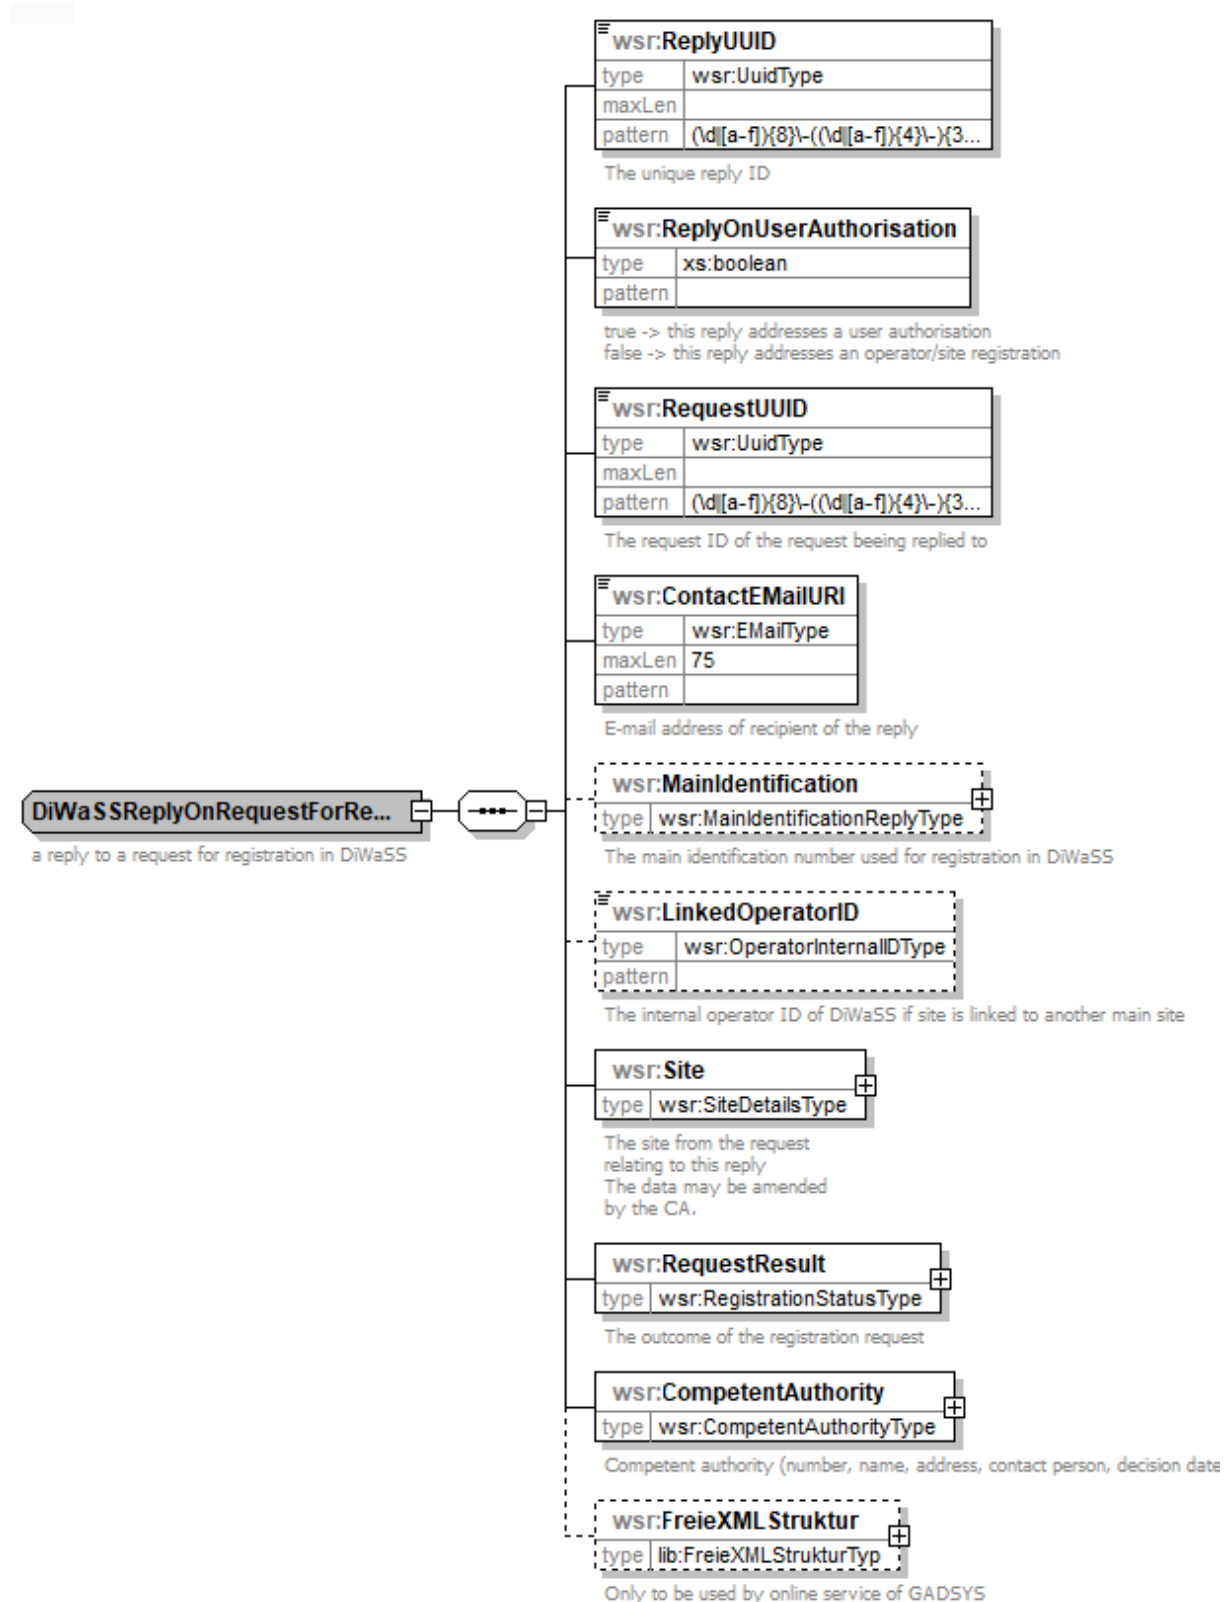 wsr:ReplyUUID
type wsr:UuidType
maxLen
pattern (\d|[a-f]){8}\-((\d|[a-f]){4}\-){3...
The unique reply ID
wsr:ReplyOnUserAuthorisation
type xs:boolean
pattern
true -> this reply addresses a user authorisation
false -> this reply addresses an operator/site registration
wsr:RequestUUID
type wsr:UuidType
maxLen
pattern (\d|[a-f]){8}\-((\d|[a-f]){4}\-){3...
The request ID of the request beeing replied to
wsr:ContactEMailURI
type wsr:EMailType
maxLen 75
pattern
E-mail address of recipient of the reply
wsr:MainIdentification
type wsr:MainIdentificationReplyType
The main identification number used for registration in DiWaSS
DiWaSSReplyOnRequestForRe...
a reply to a request for registration in DiWaSS
wsr:LinkedOperatorID
type wsr:OperatorInternalIDType
pattern
The internal operator ID of DiWaSS if site is linked to another main site
wsr:Site
type wsr:SiteDetailsType
The site from the request
relating to this reply
The data may be amended
by the CA.
wsr:RequestResult
type wsr:RegistrationStatusType
The outcome of the registration request
wsr:CompetentAuthority
type wsr:CompetentAuthorityType
Competent authority (number, name, address, contact person, decision date
wsr:FreieXMLStruktur
type lib:FreieXMLStrukturTyp
Only to be used by online service of GADSYS